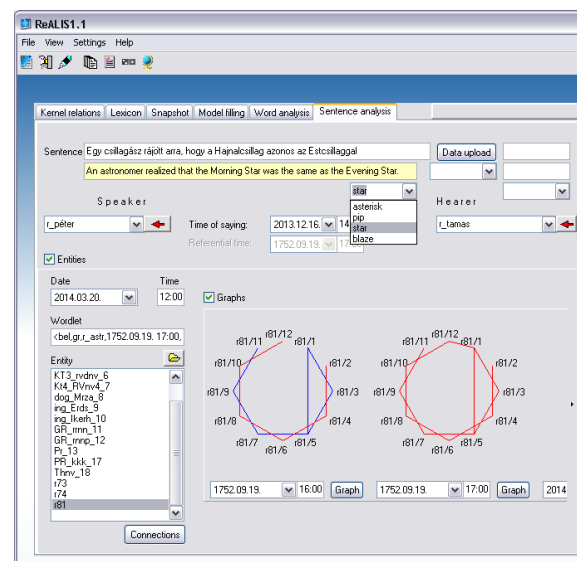 ReALIS1.1
File View Settings Help
Kernel relations Lexicon Snapshot Model filling Word analysis Sentence analysis
Sentence Egy csillagász rájött arra, hogy a Hajnalcsillag azonos az Estcsillaggal Data upload
An astronomer realized that the Morning Star was the same as the Evening Star.
star
asterisk
pip
star
blaze
Speaker Hearer
r_péter Time of saying: 2013.12.16. 14 r_tamas
Referential time: 1752.09.19. 17:00
Entities
Date Time
2014.03.20. 12:00 Graphs
Wordlet
<bel,gr,r_astr,1752.09.19. 17:00,
Entity
KT3_rvdnv_6
Kt4_RVnv4_7
dog_Mrza_8
ing_Erds_9
ing_Ikerh_10
GR_rnn_11
GR_rnnp_12
Pr_13
PR_kkk_17
Thnv_18
r73
r74
r81
Connections
r81/11 r81/12 r81/1
r81/10 r81/2
r81/9 r81/3
r81/8 r81/4
r81/7 r81/6 r81/5
r81/11 r81/12 r81/1
r81/10 r81/2
r81/9 r81/3
r81/8 r81/4
r81/7 r81/6 r81/5
1752.09.19. 16:00 Graph 1752.09.19. 17:00 Graph 2014